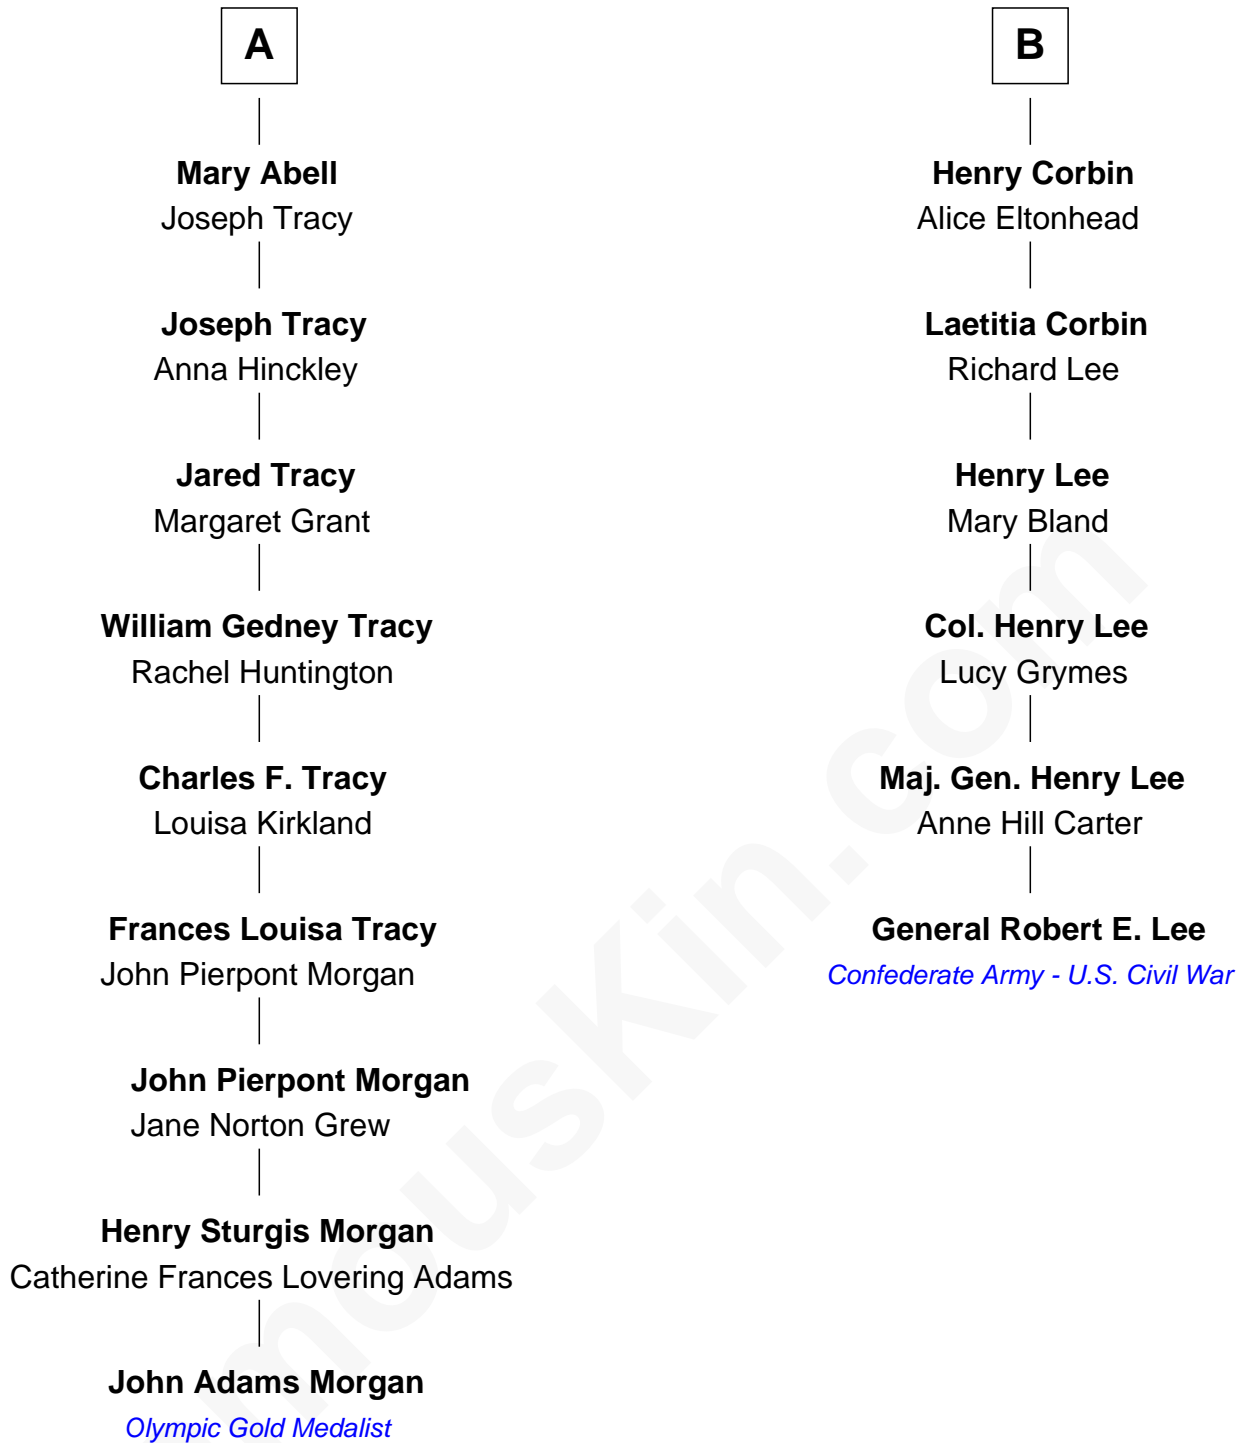 A
Mary Abell
Joseph Tracy
Joseph Tracy
Anna Hinckley
Jared Tracy
Margaret Grant
William Gedney Tracy
Rachel Huntington
Charles F. Tracy
Louisa Kirkland
Frances Louisa Tracy
John Pierpont Morgan
John Pierpont Morgan
Jane Norton Grew
Henry Sturgis Morgan
Catherine Frances Lovering Adams
John Adams Morgan
Olympic Gold Medalist
B
Henry Corbin
Alice Eltonhead
Laetitia Corbin
Richard Lee
Henry Lee
Mary Bland
Col. Henry Lee
Lucy Grymes
Maj. Gen. Henry Lee
Anne Hill Carter
General Robert E. Lee
Confederate Army - U.S. Civil War
mousKin.com